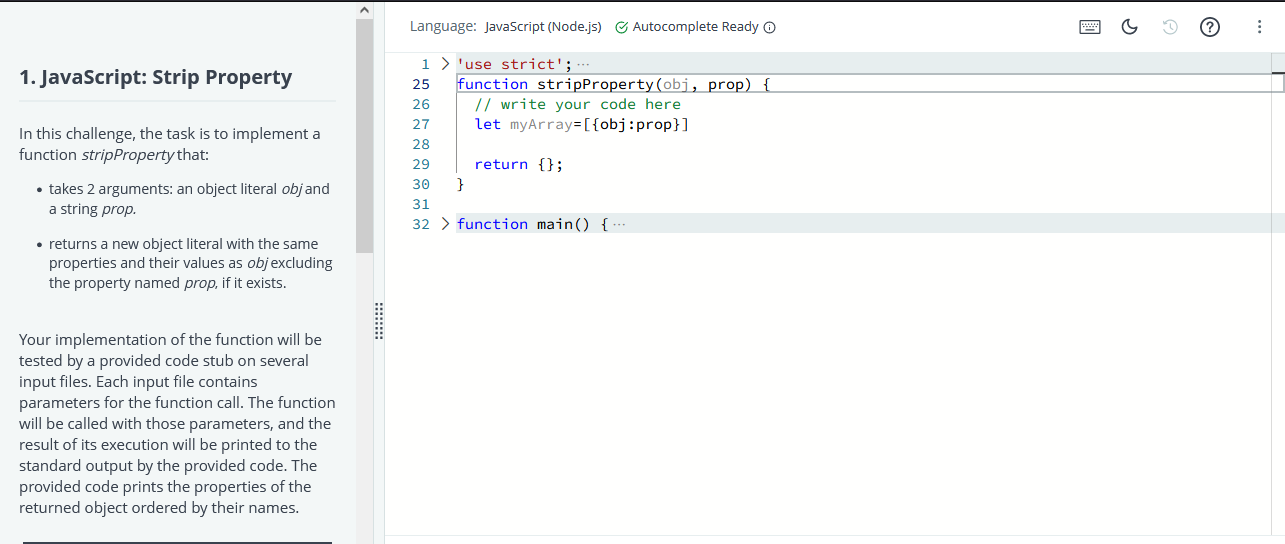 Language: JavaScript (Node.js) Autocomplete Ready
1. JavaScript: Strip Property
In this challenge, the task is to implement a
function stripProperty that:
• takes 2 arguments: an object literal obj and
a string prop.
• returns a new object literal with the same
properties and their values as obj excluding
the property named prop, if it exists.
Your implementation of the function will be
tested by a provided code stub on several
input files. Each input file contains
parameters for the function call. The function
will be called with those parameters, and the
result of its execution will be printed to the
standard output by the provided code. The
provided code prints the properties of the
returned object ordered by their names.
1 > 'use strict'; ···
25 function stripProperty(obj, prop) {
26 // write your code here
27 let myArray=[{obj:prop}]
28
29 return {};
30 }
31
32 > function main() { ···